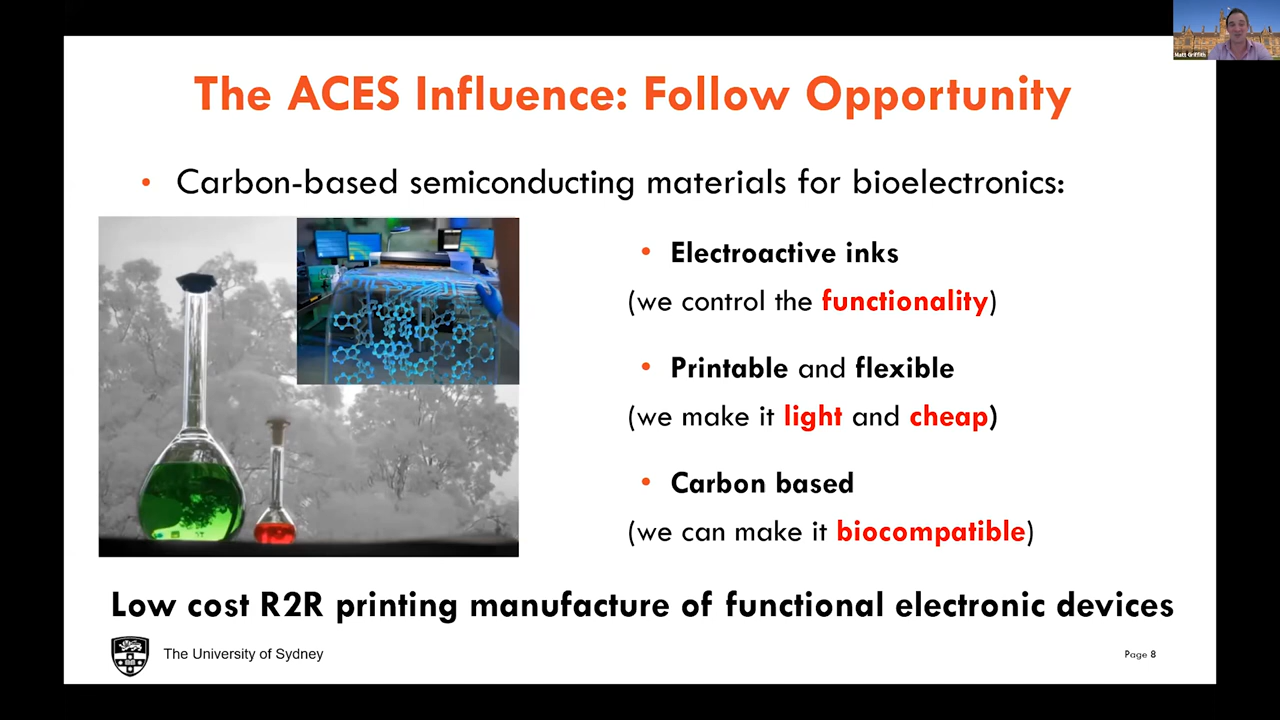 Matt Griffith
The ACES Influence: Follow Opportunity
• Carbon-based semiconducting materials for bioelectronics:
• Electroactive inks
(we control the functionality)
• Printable and flexible
(we make it light and cheap)
• Carbon based
(we can make it biocompatible)
Low cost R2R printing manufacture of functional electronic devices
The University of Sydney
Page 8